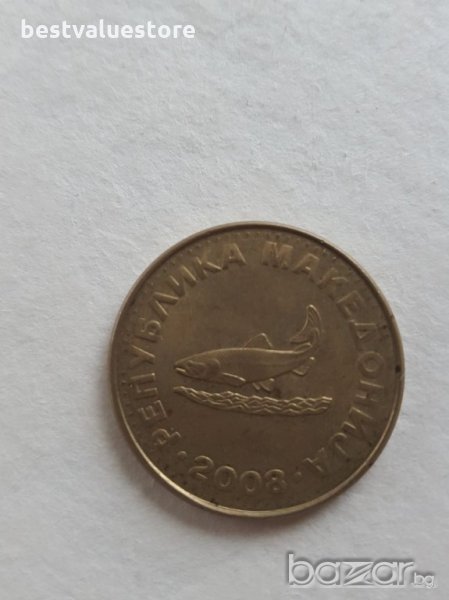 bestvaluestore
РЕПУБЛИКА МАКЕДОНИЈА
· 2008 ·
bazar.bg